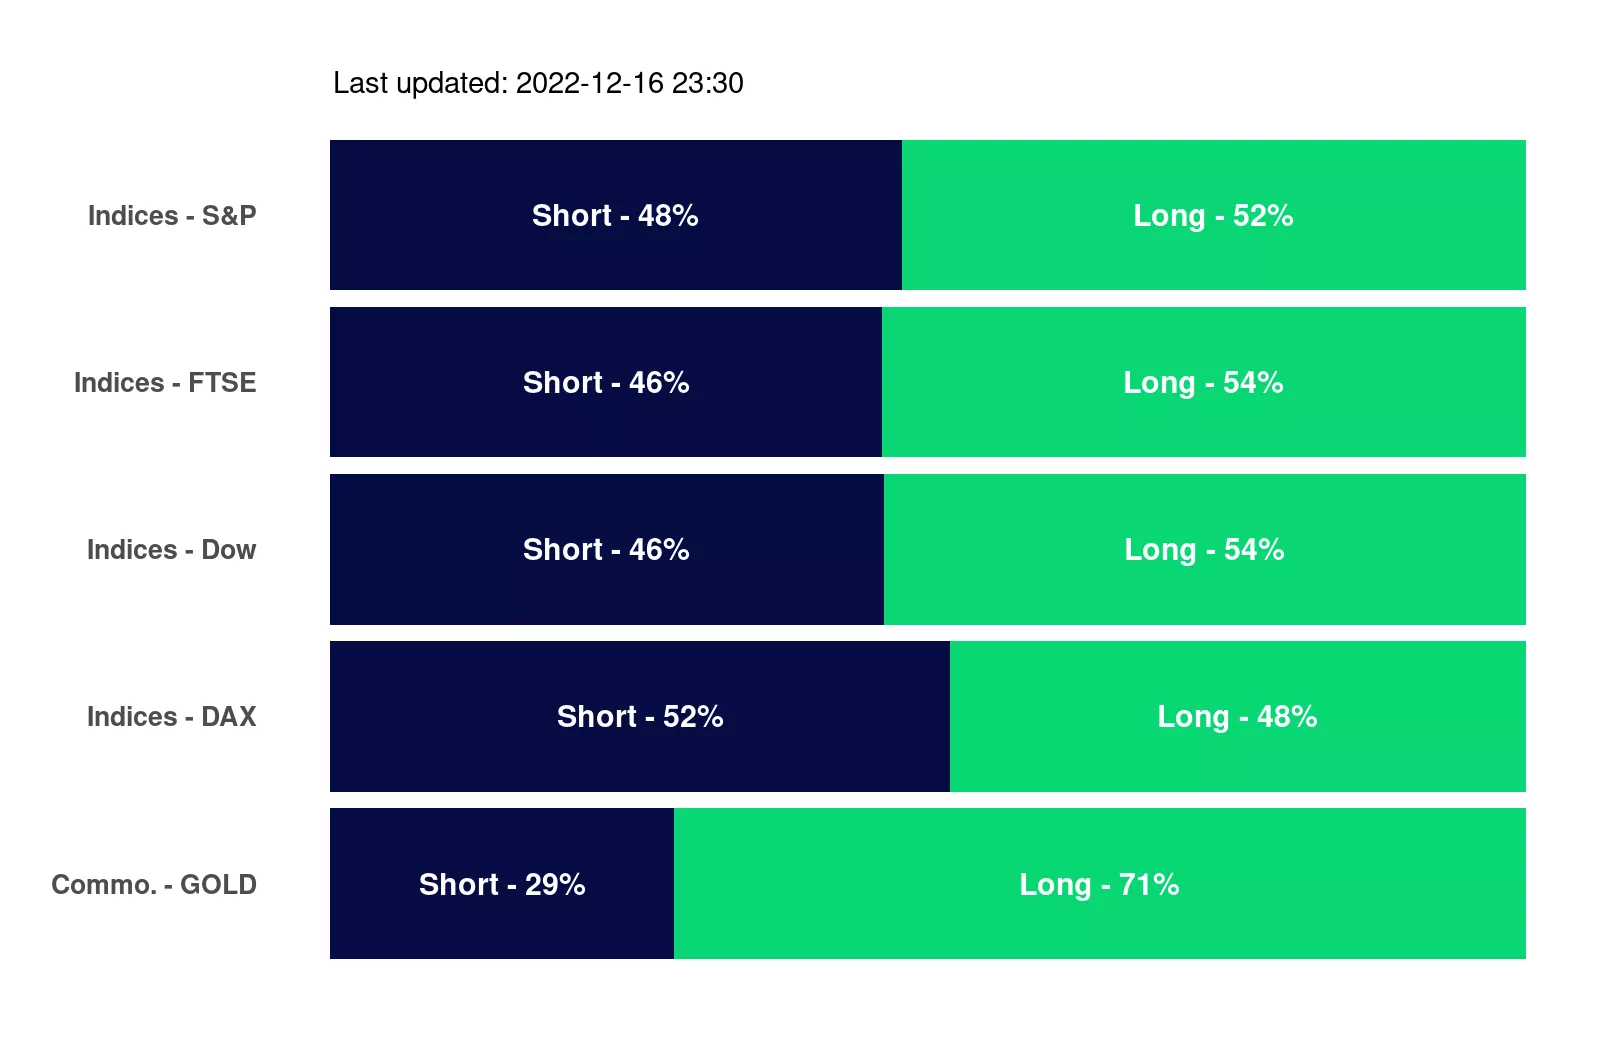 Last updated: 2022-12-16 23:30
Indices - S&P Short - 48% Long - 52%
Indices - FTSE Short - 46% Long - 54%
Indices - Dow Short - 46% Long - 54%
Indices - DAX Short - 52% Long - 48%
Commo. - GOLD Short - 29% Long - 71%